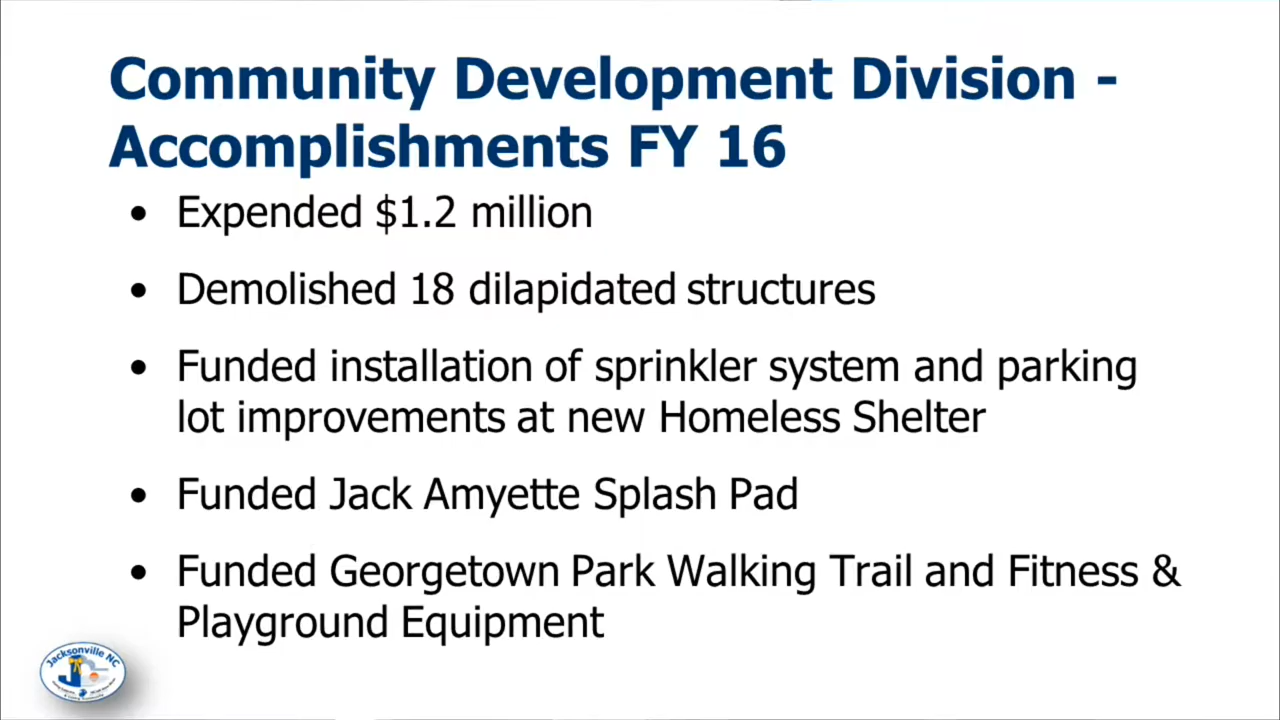 Community Development Division -
Accomplishments FY 16
• Expended $1.2 million
• Demolished 18 dilapidated structures
• Funded installation of sprinkler system and parking
lot improvements at new Homeless Shelter
• Funded Jack Amyette Splash Pad
• Funded Georgetown Park Walking Trail and Fitness &
Playground Equipment
Jacksonville NC